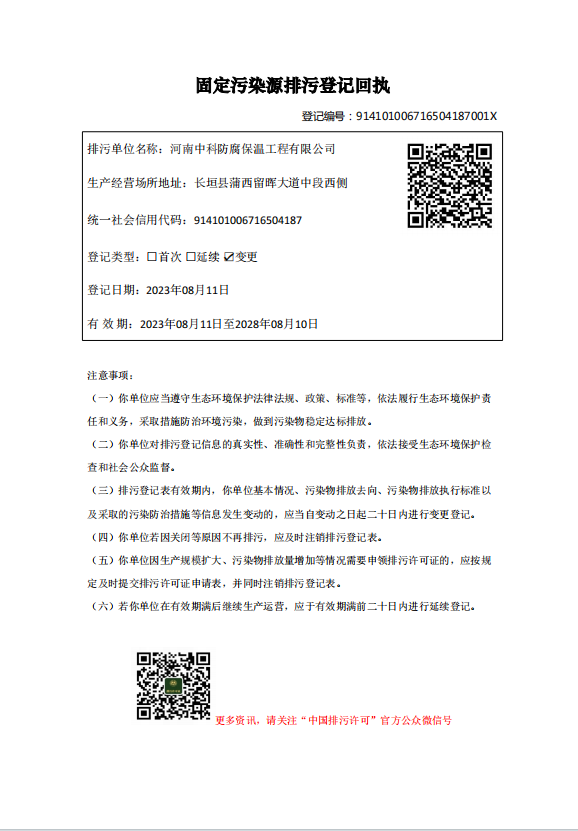 固定污染源排污登记回执
登记编号：914101006716504187001X
排污单位名称：河南中科防腐保温工程有限公司
生产经营场所地址：长垣县蒲西留晖大道中段西侧
统一社会信用代码：914101006716504187
登记类型：☐首次 ☐延续 ☑变更
登记日期：2023年08月11日
有 效 期：2023年08月11日至2028年08月10日
注意事项：
（一）你单位应当遵守生态环境保护法律法规、政策、标准等，依法履行生态环境保护责
任和义务，采取措施防治环境污染，做到污染物稳定达标排放。
（二）你单位对排污登记信息的真实性、准确性和完整性负责，依法接受生态环境保护检
查和社会公众监督。
（三）排污登记表有效期内，你单位基本情况、污染物排放去向、污染物排放执行标准以
及采取的污染防治措施等信息发生变动的，应当自变动之日起二十日内进行变更登记。
（四）你单位若因关闭等原因不再排污，应及时注销排污登记表。
（五）你单位因生产规模扩大、污染物排放量增加等情况需要申领排污许可证的，应按规
定及时提交排污许可证申请表，并同时注销排污登记表。
（六）若你单位在有效期满后继续生产运营，应于有效期满前二十日内进行延续登记。
更多资讯，请关注“中国排污许可”官方公众微信号